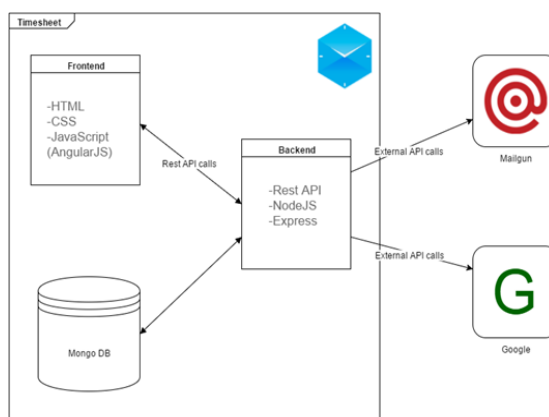 Timesheet
Frontend
-HTML
-CSS
-JavaScript
(AngularJS)
Rest API calls
Backend
-Rest API
-NodeJS
-Express
External API calls
Mailgun
External API calls
G
Google
Mongo DB